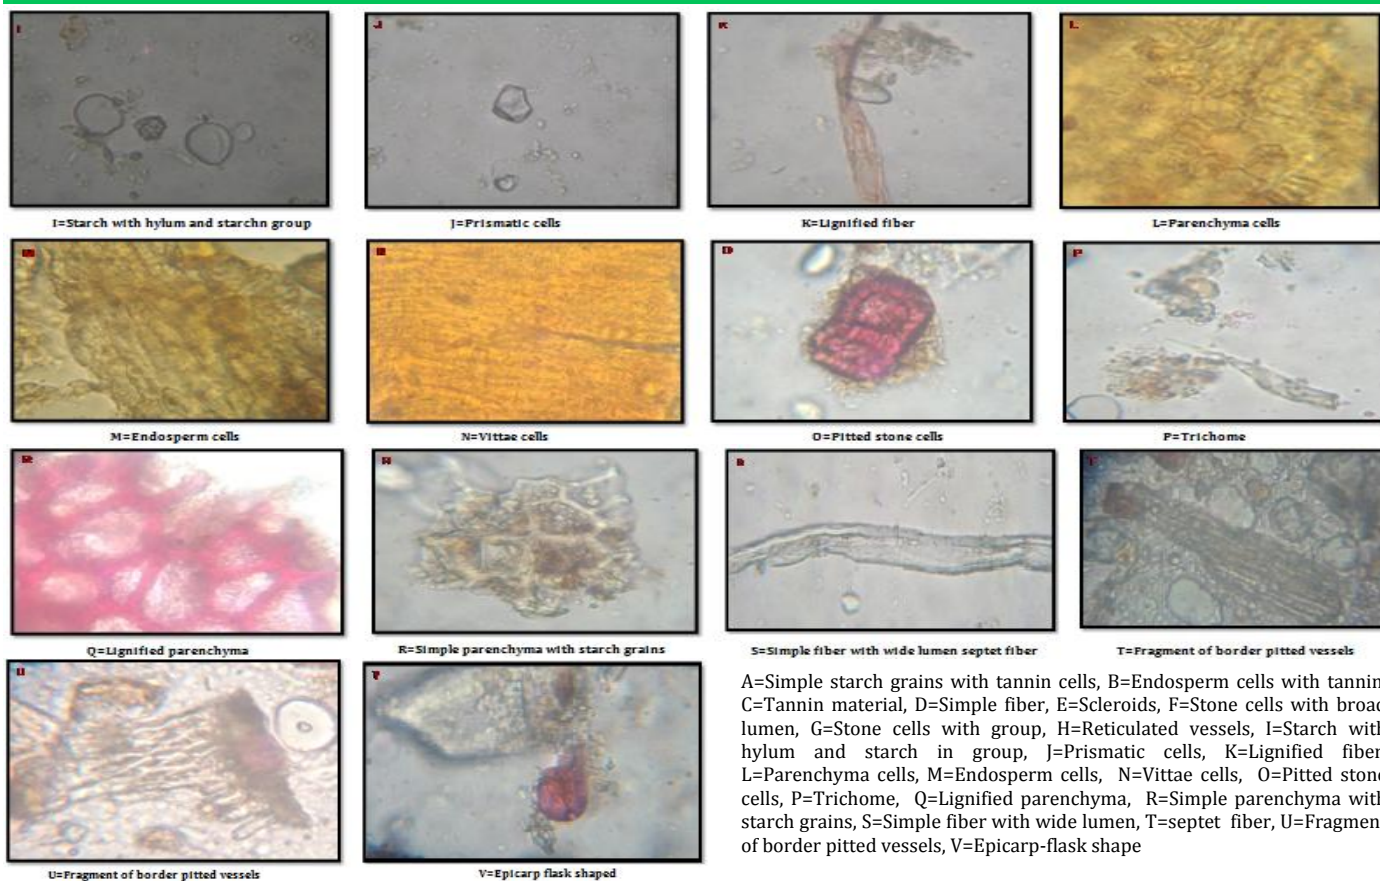 I
J
K
L
I=Starch with hylum and starchn group
J=Prismatic cells
K=Lignified fiber
L=Parenchyma cells
O
P
M=Endosperm cells
N=Vittae cells
O=Pitted stone cells
P=Trichome
T
Q=Lignified parenchyma
R=Simple parenchyma with starch grains
S=Simple fiber with wide lumen septet fiber
T=Fragment of border pitted vessels
U
U=Fragment of border pitted vessels
V=Epicarp flask shaped
A=Simple starch grains with tannin cells, B=Endosperm cells with tannin
C=Tannin material, D=Simple fiber, E=Scleroids, F=Stone cells with broad
lumen, G=Stone cells with group, H=Reticulated vessels, I=Starch with
hylum and starch in group, J=Prismatic cells, K=Lignified fiber
L=Parenchyma cells, M=Endosperm cells, N=Vittae cells, O=Pitted stone
cells, P=Trichome, Q=Lignified parenchyma, R=Simple parenchyma with
starch grains, S=Simple fiber with wide lumen, T=septet fiber, U=Fragmen
of border pitted vessels, V=Epicarp-flask shape